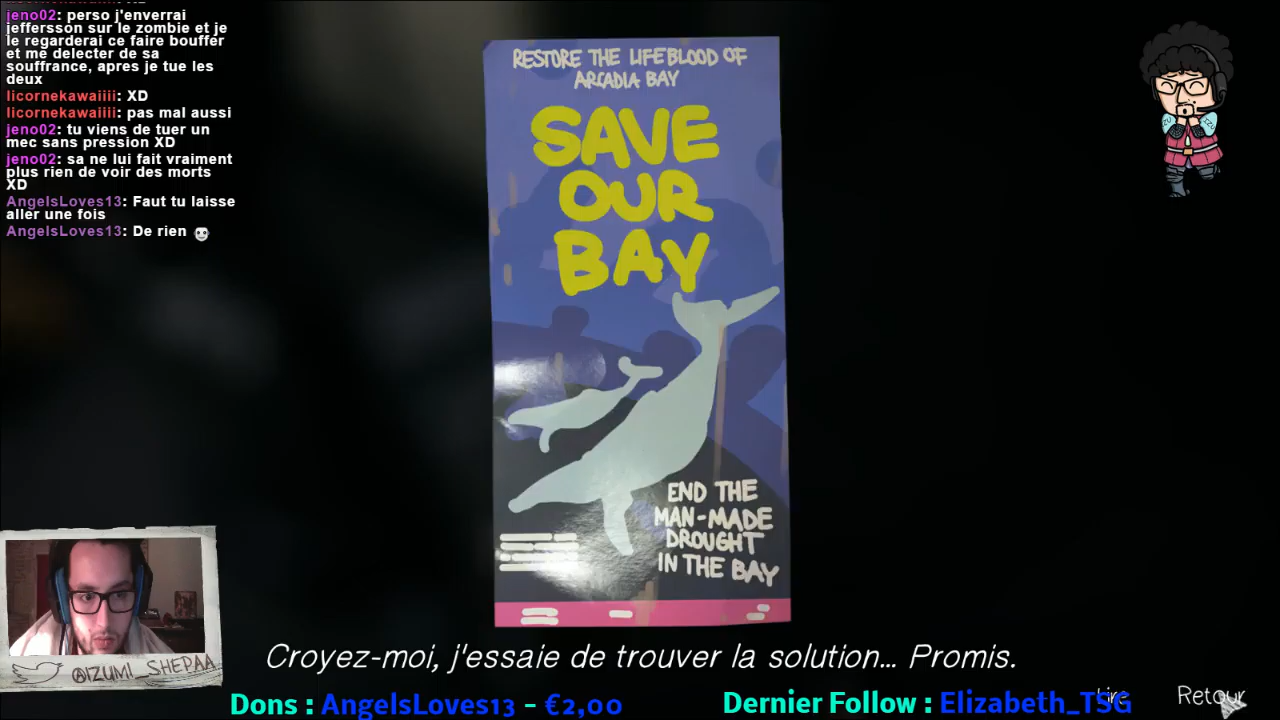 jeno02: perso j'enverrai
jeffersson sur le zombie et je
le regarderai ce faire bouffer
et me delecter de sa
souffrance, apres je tue les
deux
licornekawaiiii: XD
licornekawaiiii: pas mal aussi
jeno02: tu viens de tuer un
mec sans pression XD
jeno02: sa ne lui fait vraiment
plus rien de voir des morts
XD
AngelsLoves13: Faut tu laisse
aller une fois
AngelsLoves13: De rien
RESTORE THE LIFEBLOOD OF
ARCADIA BAY
SAVE
OUR
BAY
END THE
MAN-MADE
DROUGHT
IN THE BAY
@IZUMI_SHEPAA
Croyez-moi, j'essaie de trouver la solution... Promis.
Lire
Retour
Dons : AngelsLoves13 - €2,00
Dernier Follow : Elizabeth_TSG